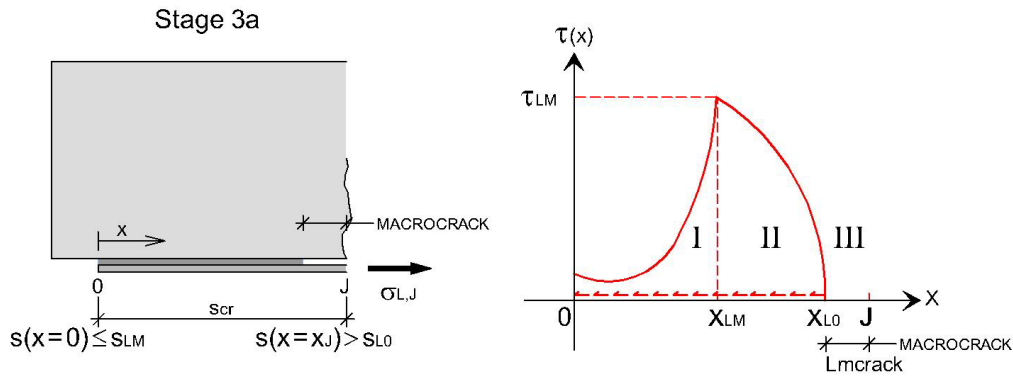 Stage 3a
x
MACROCRACK
0
J
σL,J
scr
s(x=0)≤sLM
s(x=xJ)>sL0
τ(x)
τLM
I
II
III
0
xLM
xL0
J
x
MACROCRACK
Lmcrack